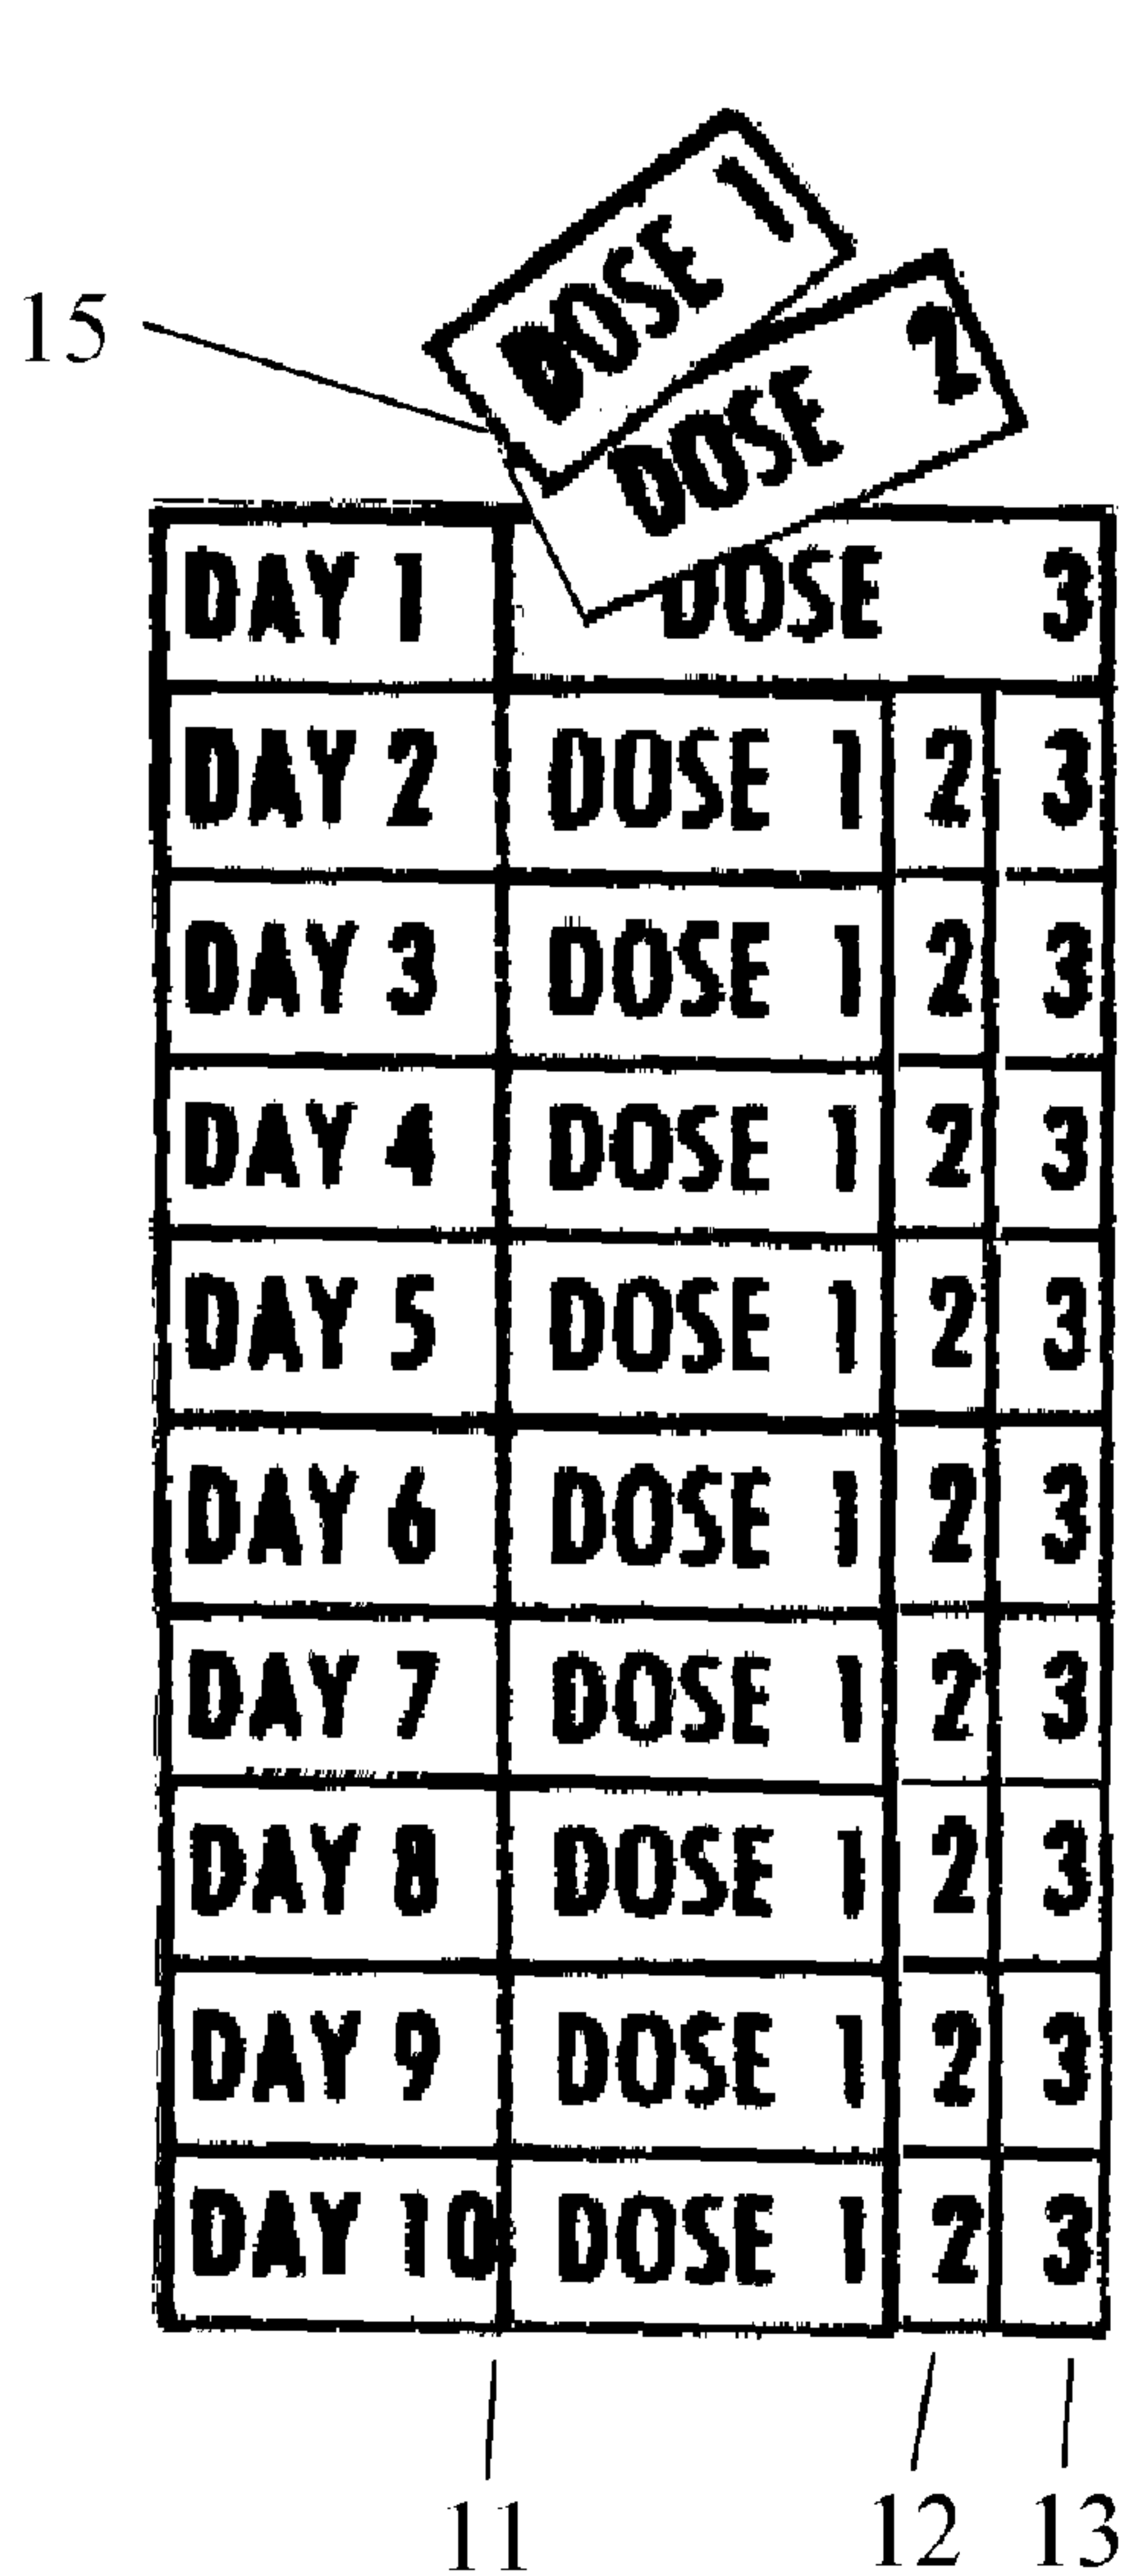 DOSE 1
15
DOSE 2
DAY 1 DOSE 3
DAY 2 DOSE 1 2 3
DAY 3 DOSE 1 2 3
DAY 4 DOSE 1 2 3
DAY 5 DOSE 1 2 3
DAY 6 DOSE 1 2 3
DAY 7 DOSE 1 2 3
DAY 8 DOSE 1 2 3
DAY 9 DOSE 1 2 3
DAY 10 DOSE 1 2 3
11 12 13